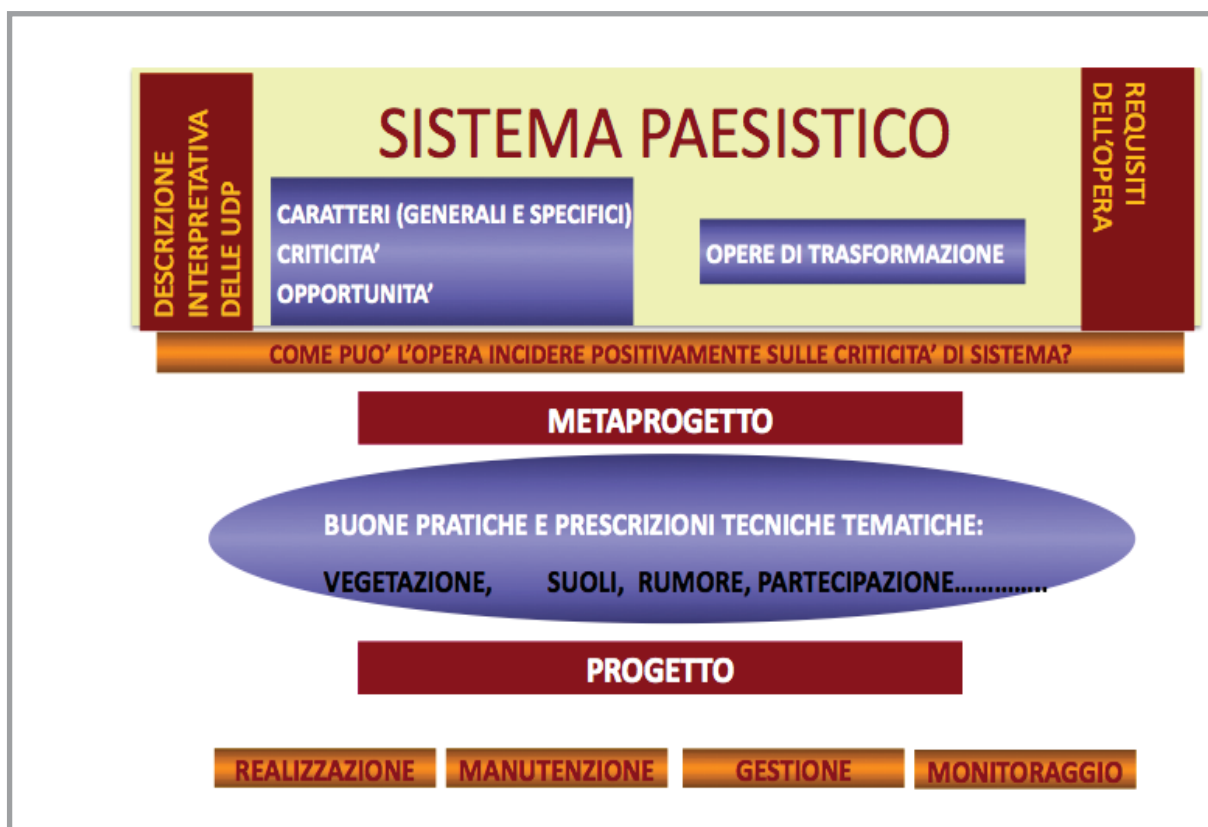 DESCRIZIONE
INTERPRETATIVA
DELLE UDP
SISTEMA PAESISTICO
CARATTERI (GENERALI E SPECIFICI)
CRITICITA’
OPPORTUNITA’
OPERE DI TRASFORMAZIONE
REQUISITI
DELL’OPERA
COME PUO’ L’OPERA INCIDERE POSITIVAMENTE SULLE CRITICITA’ DI SISTEMA?
METAPROGETTO
BUONE PRATICHE E PRESCRIZIONI TECNICHE TEMATICHE:
VEGETAZIONE, SUOLI, RUMORE, PARTECIPAZIONE…………..
PROGETTO
REALIZZAZIONE
MANUTENZIONE
GESTIONE
MONITORAGGIO